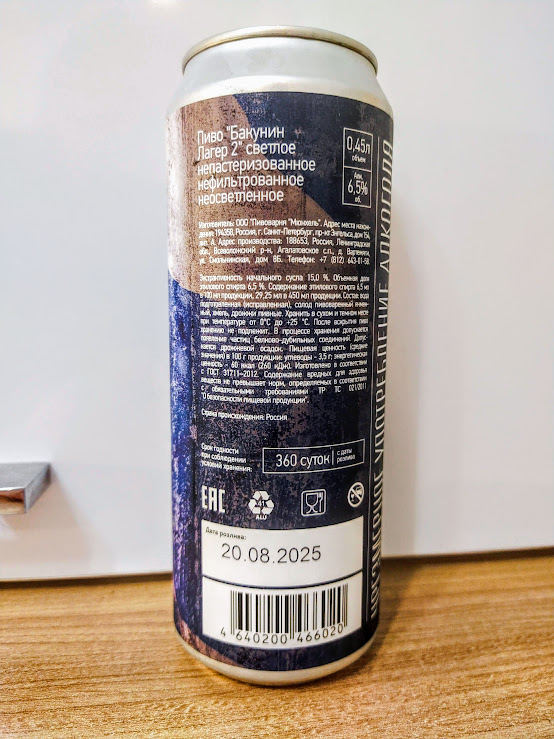 Пиво "Бакунин
Лагер 2" светлое
непастеризованное
нефильтрованное
неосветленное
0,45л
объем
Алк.
6,5%
об.
Изготовитель: ООО "Пивоварня "Мюнхель". Адрес места нахож-
дения: 194358, Россия, г. Санкт-Петербург, пр-кт Энгельса, дом 154,
лит. А. Адрес производства: 188653, Россия, Ленинградская
обл., Всеволожский р-н, Агалатовское с.п., д. Вартемяги,
ул. Смольнинская, дом 8Б. Телефон: +7 (812) 643-01-58.
Экстрактивность начального сусла 15,0 %. Объемная доля
этилового спирта 6,5 %. Содержание этилового спирта 6,5 мл
в 100 мл продукции, 29,25 мл в 450 мл продукции. Состав: вода
подготовленная (исправленная), солод пивоваренный ячмен-
ный, хмель, дрожжи пивные. Хранить в сухом и темном месте
при температуре от 0°C до +25 °C. После вскрытия пиво
хранению не подлежит. В процессе хранения допускается
появление частиц белково-дубильных соединений. Допус-
кается дрожжевой осадок. Пищевая ценность (средние
значения) в 100 г продукции: углеводы - 3,5 г; энергетическая
ценность - 60 ккал (260 кДж). Изготовлено в соответствии
с ГОСТ 31711-2012. Содержание вредных для здоровья
веществ не превышает норм, определяемых в соответствии
с обязательными требованиями ТР ТС 021/2011
"О безопасности пищевой продукции".
Страна происхождения: Россия
Срок годности
при соблюдении
условий хранения:
360 суток
с даты
розлива
EAC
41
ALU
Дата розлива:
20.08.2025
4 640200 466020
УПОТРЕБЛЕНИЕ АЛКОГОЛЯ